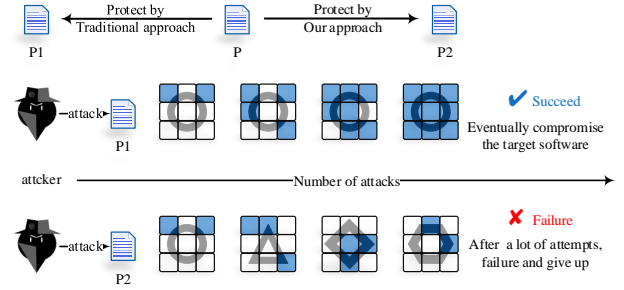 Protect by
Traditional approach
Protect by
Our approach
P1
P
P2
attack
P1
✔ Succeed
Eventually compromise
the target software
attcker
Number of attacks
attack
P2
✘ Failure
After a lot of attempts,
failure and give up